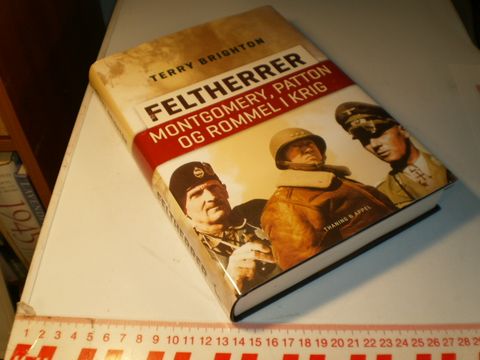 TERRY BRIGHTON
FELTHERRER
MONTGOMERY, PATTON
OG ROMMEL I KRIG
THANING & APPEL
FELTHERRER
1 2 3 4 5 6 7 8 9 10 11 12 13 14 15 16 17 18 19 20 21 22 23 24 25 26 27 28 29